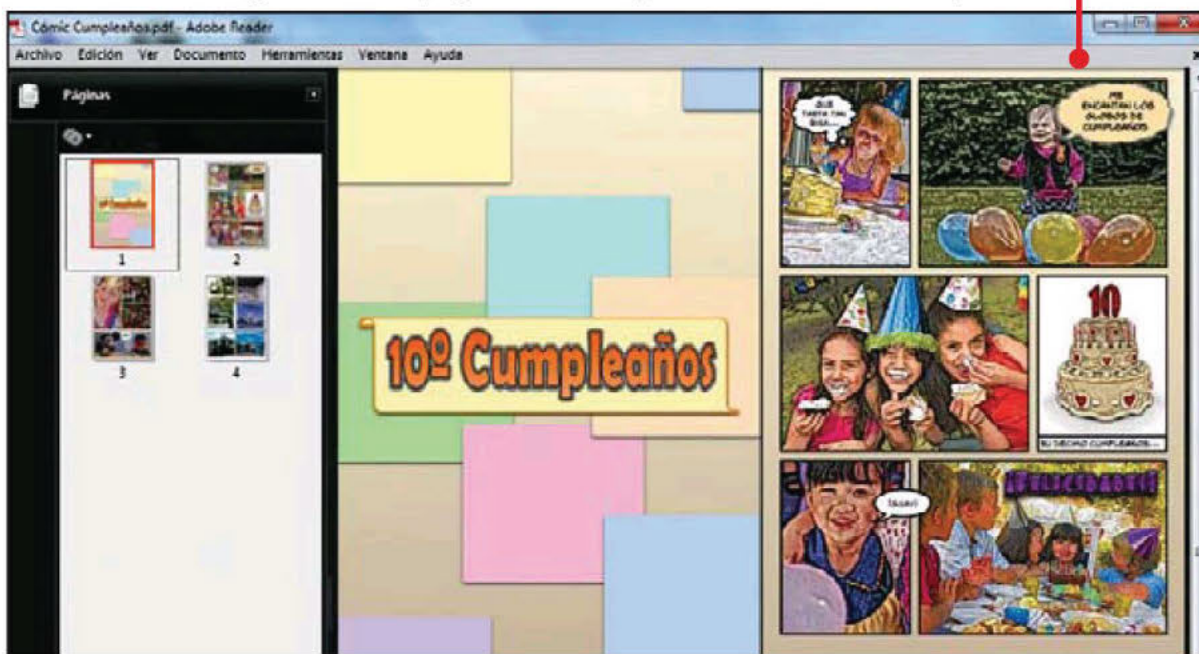 Cómic Cumpleaños.pdf - Adobe Reader
Archivo Edición Ver Documento Herramientas Ventana Ayuda
Páginas
1
2
3
4
10º Cumpleaños
QUE
TARTA TAN
RICA...
ME
ENCANTAN LOS
GLOBOS DE
CUMPLEAÑOS
10
SU DECIMO CUMPLEAÑOS...
¡FELICIDADES!